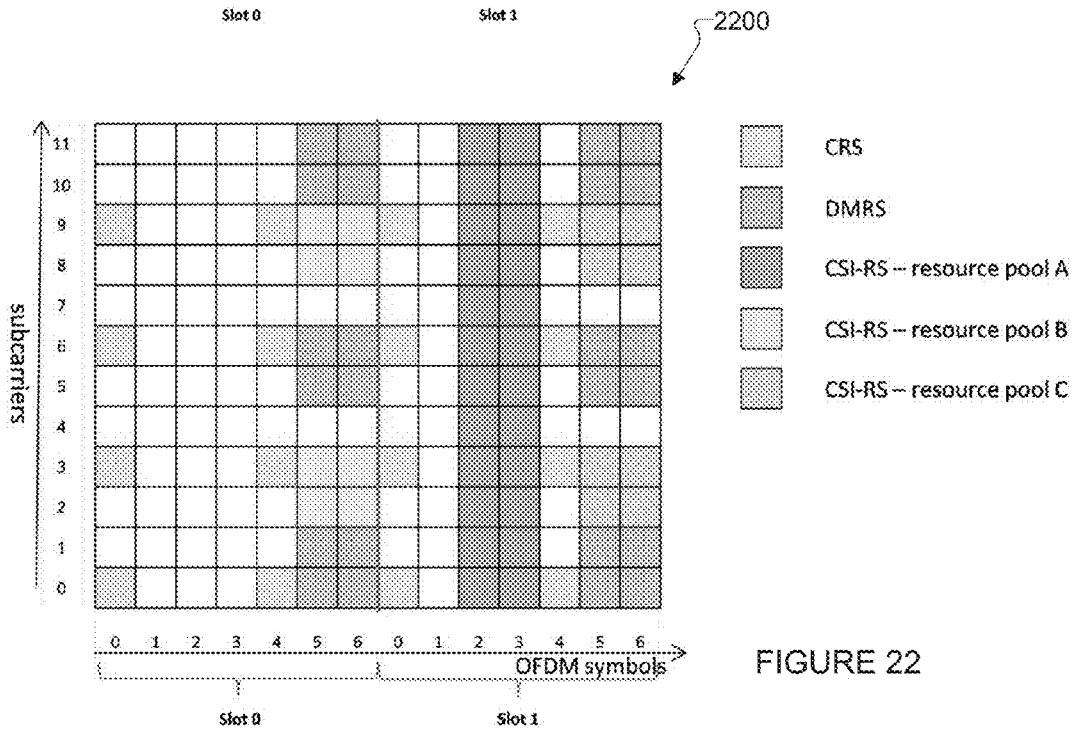 Slot 0
Slot 1
2200
11
10
9
8
7
6
5
4
3
2
1
0
subcarriers
0 1 2 3 4 5 6 0 1 2 3 4 5 6
OFDM symbols
Slot 0
Slot 1
CRS
DMRS
CSI-RS – resource pool A
CSI-RS – resource pool B
CSI-RS – resource pool C
FIGURE 22